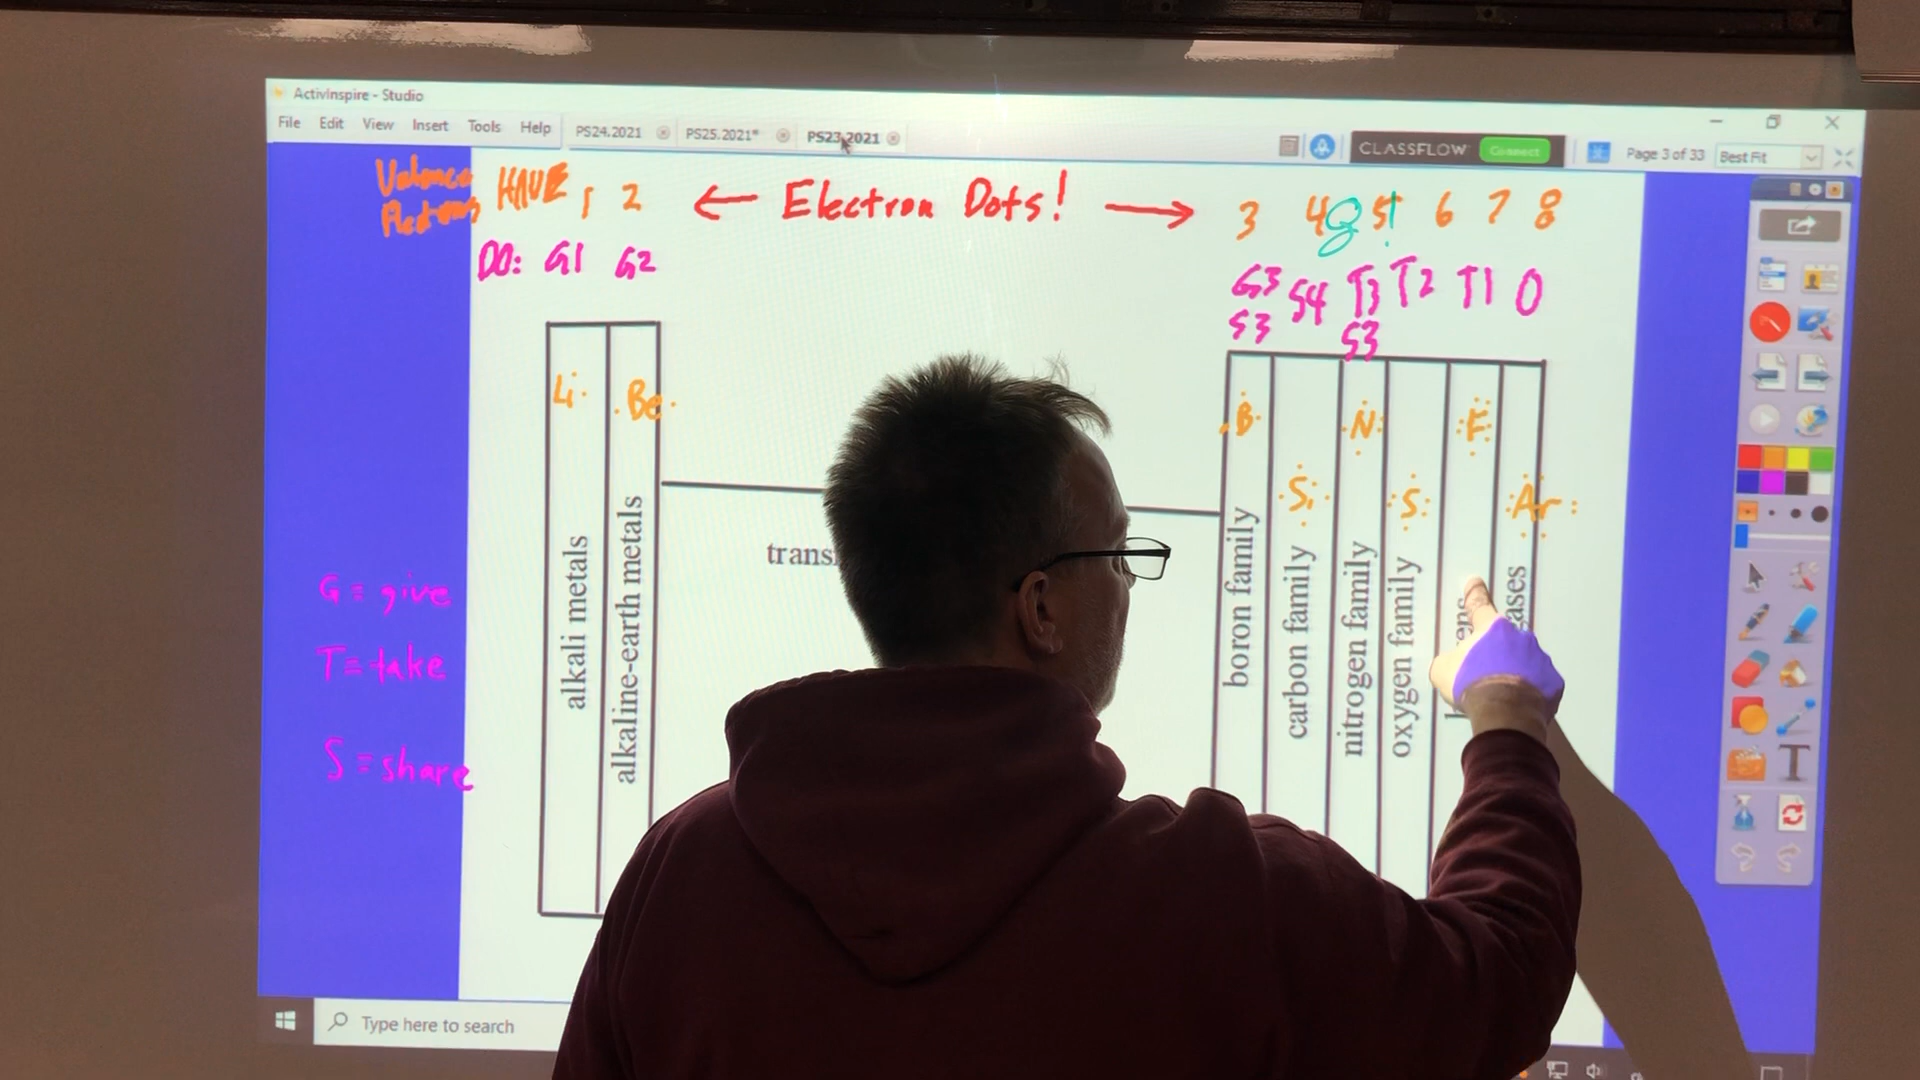 ActivInspire - Studio
File Edit View Insert Tools Help
PS24.2021 PS25.2021* PS23.2021
CLASSFLOW Connect
Page 3 of 33 Best Fit
Valence Electrons
HAVE 1 2 ← Electron Dots! → 3 4 5 6 7 8
DO: G1 G2 G3 S3 S4 T3 S3 T2 T1 0
Li Be B Si N S F Ar
G = give
T = take
S = share
alkali metals
alkaline-earth metals
boron family
carbon family
nitrogen family
oxygen family
T
Type here to search